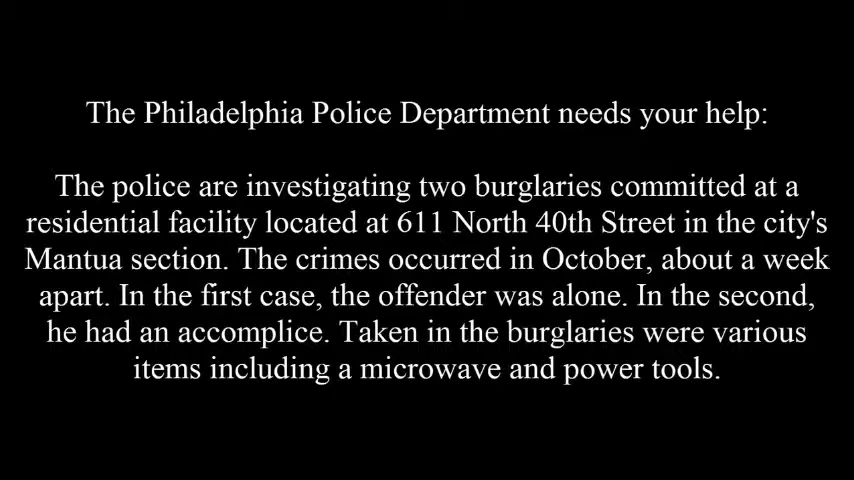 The Philadelphia Police Department needs your help:
The police are investigating two burglaries committed at a
residential facility located at 611 North 40th Street in the city's
Mantua section. The crimes occurred in October, about a week
apart. In the first case, the offender was alone. In the second,
he had an accomplice. Taken in the burglaries were various
items including a microwave and power tools.